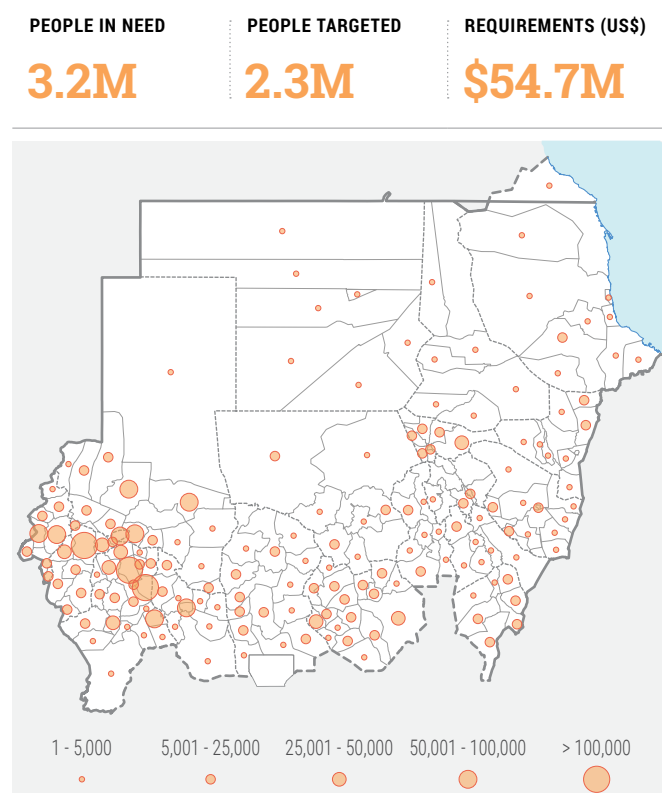 PEOPLE IN NEED
PEOPLE TARGETED
REQUIREMENTS (US$)
3.2M
2.3M
$54.7M
1 - 5,000
5,001 - 25,000
25,001 - 50,000
50,001 - 100,000
> 100,000